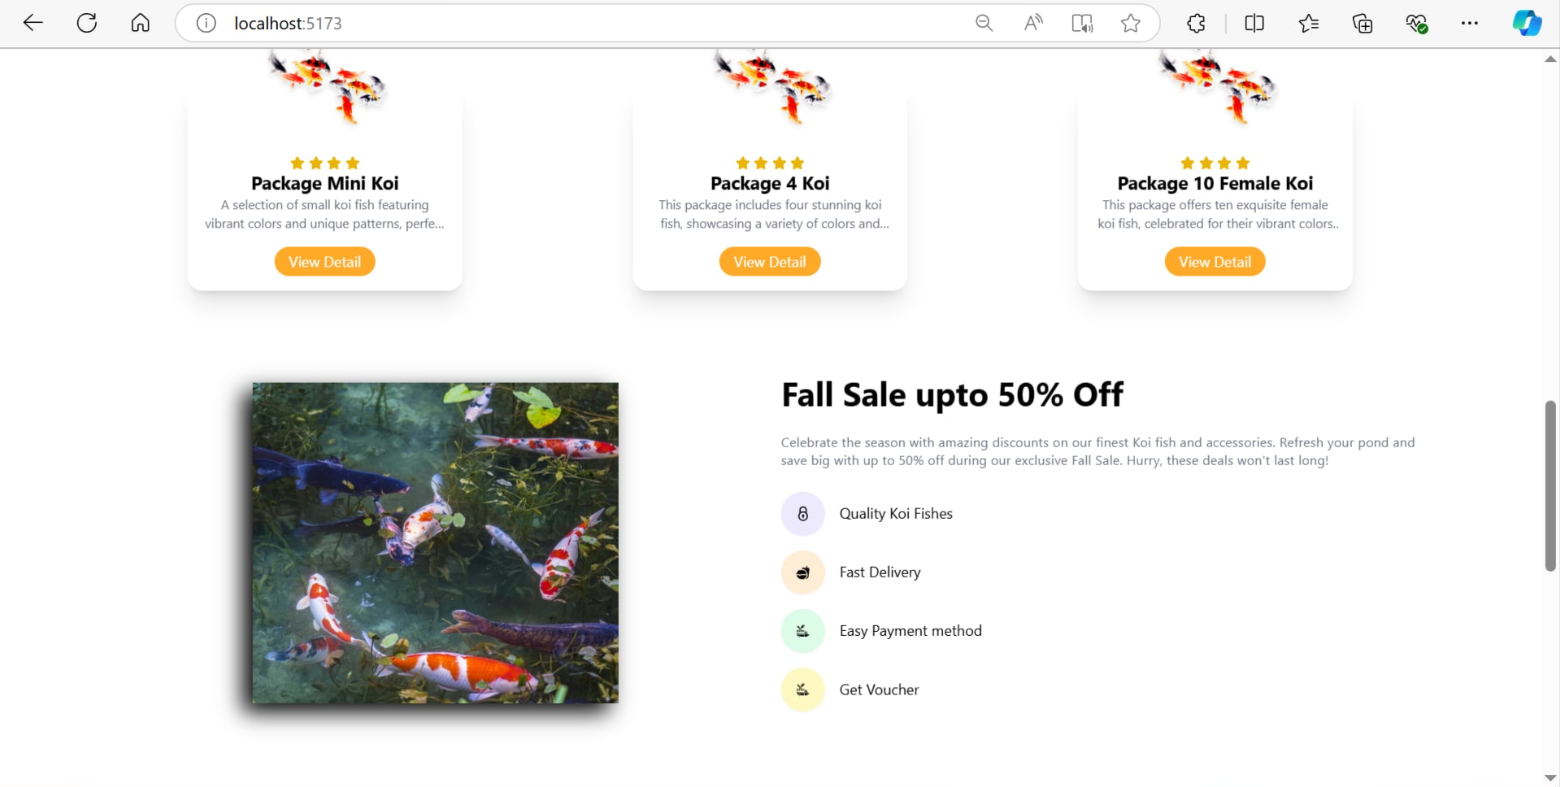 localhost:5173
Package Mini Koi
A selection of small koi fish featuring
vibrant colors and unique patterns, perfe...
View Detail
Package 4 Koi
This package includes four stunning koi
fish, showcasing a variety of colors and...
View Detail
Package 10 Female Koi
This package offers ten exquisite female
koi fish, celebrated for their vibrant colors..
View Detail
Fall Sale upto 50% Off
Celebrate the season with amazing discounts on our finest Koi fish and accessories. Refresh your pond and
save big with up to 50% off during our exclusive Fall Sale. Hurry, these deals won't last long!
Quality Koi Fishes
Fast Delivery
Easy Payment method
Get Voucher